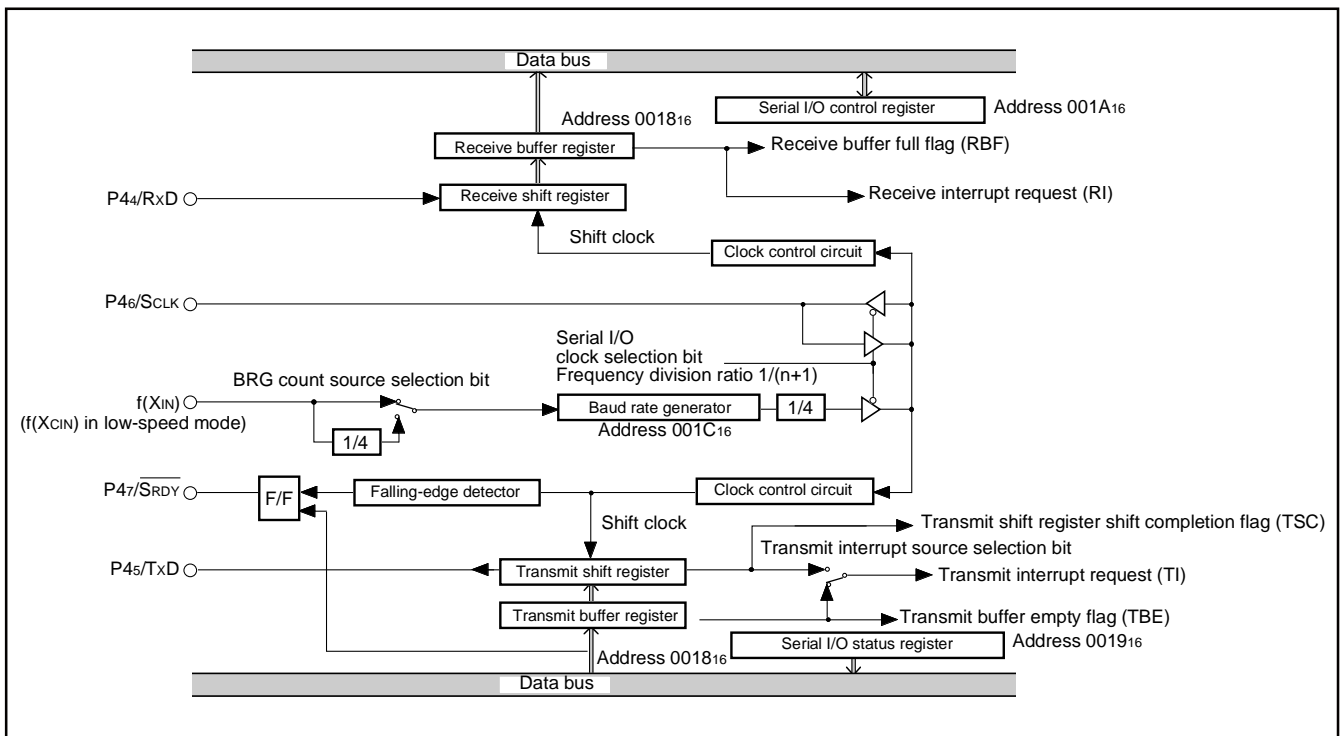 Data bus
Serial I/O control register
Address 001A16
Address 001816
Receive buffer register
Receive buffer full flag (RBF)
Receive shift register
Receive interrupt request (RI)
P44/RXD
Shift clock
Clock control circuit
P46/SCLK
Serial I/O
clock selection bit
Frequency division ratio 1/(n+1)
BRG count source selection bit
f(XIN)
(f(XCIN) in low-speed mode)
1/4
Baud rate generator
Address 001C16
1/4
P47/SRDY
F/F
Falling-edge detector
Clock control circuit
Shift clock
Transmit shift register shift completion flag (TSC)
Transmit interrupt source selection bit
P45/TXD
Transmit shift register
Transmit interrupt request (TI)
Transmit buffer register
Transmit buffer empty flag (TBE)
Address 001816
Serial I/O status register
Address 001916
Data bus